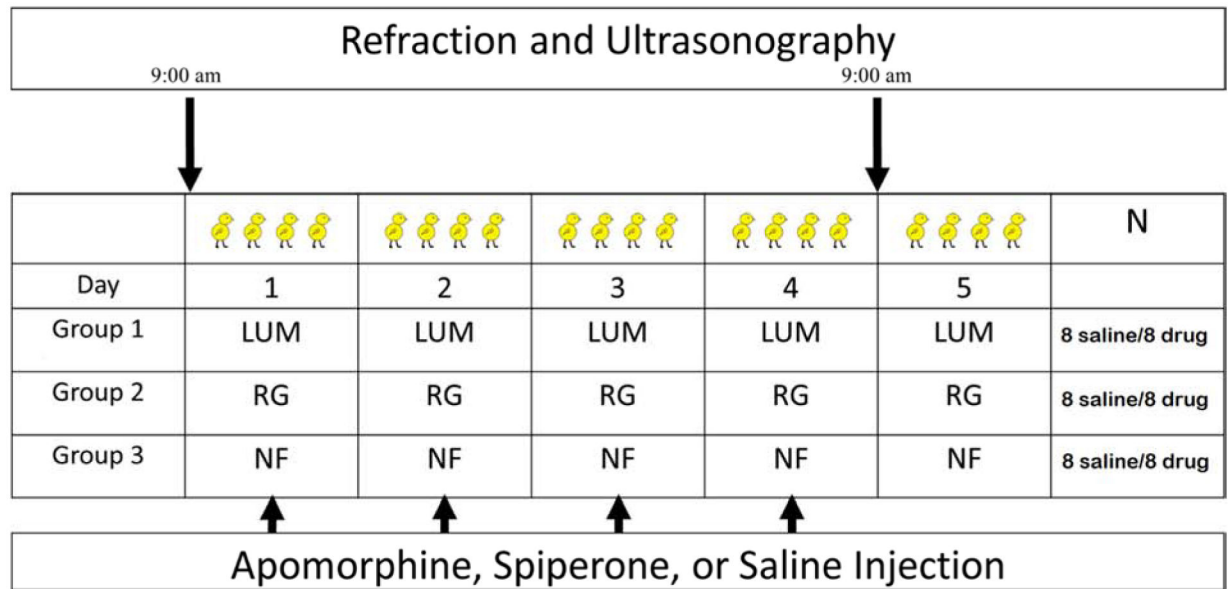 Refraction and Ultrasonography
9:00 am 9:00 am
N
Day 1 2 3 4 5
Group 1 LUM LUM LUM LUM LUM 8 saline/8 drug
Group 2 RG RG RG RG RG 8 saline/8 drug
Group 3 NF NF NF NF NF 8 saline/8 drug
Apomorphine, Spiperone, or Saline Injection